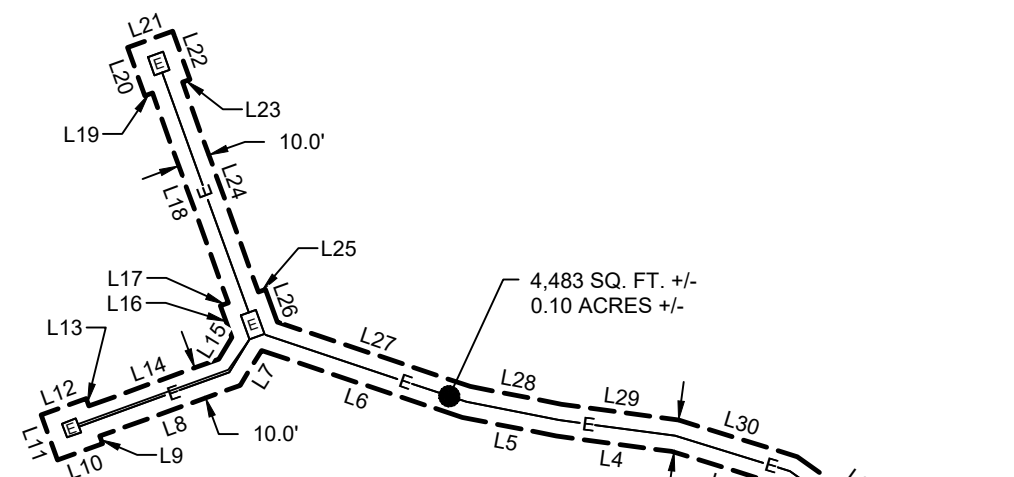 L21
L22
E
L20
L23
L19
10.0'
L24
E
L18
L25
L17
4,483 SQ. FT. +/-
0.10 ACRES +/-
L16
L26
L13
E
L15
L27
L14
L28
E
L12
E
L6
L29
L7
L30
E
L8
L11
E
10.0'
L5
L9
L4
L10
E